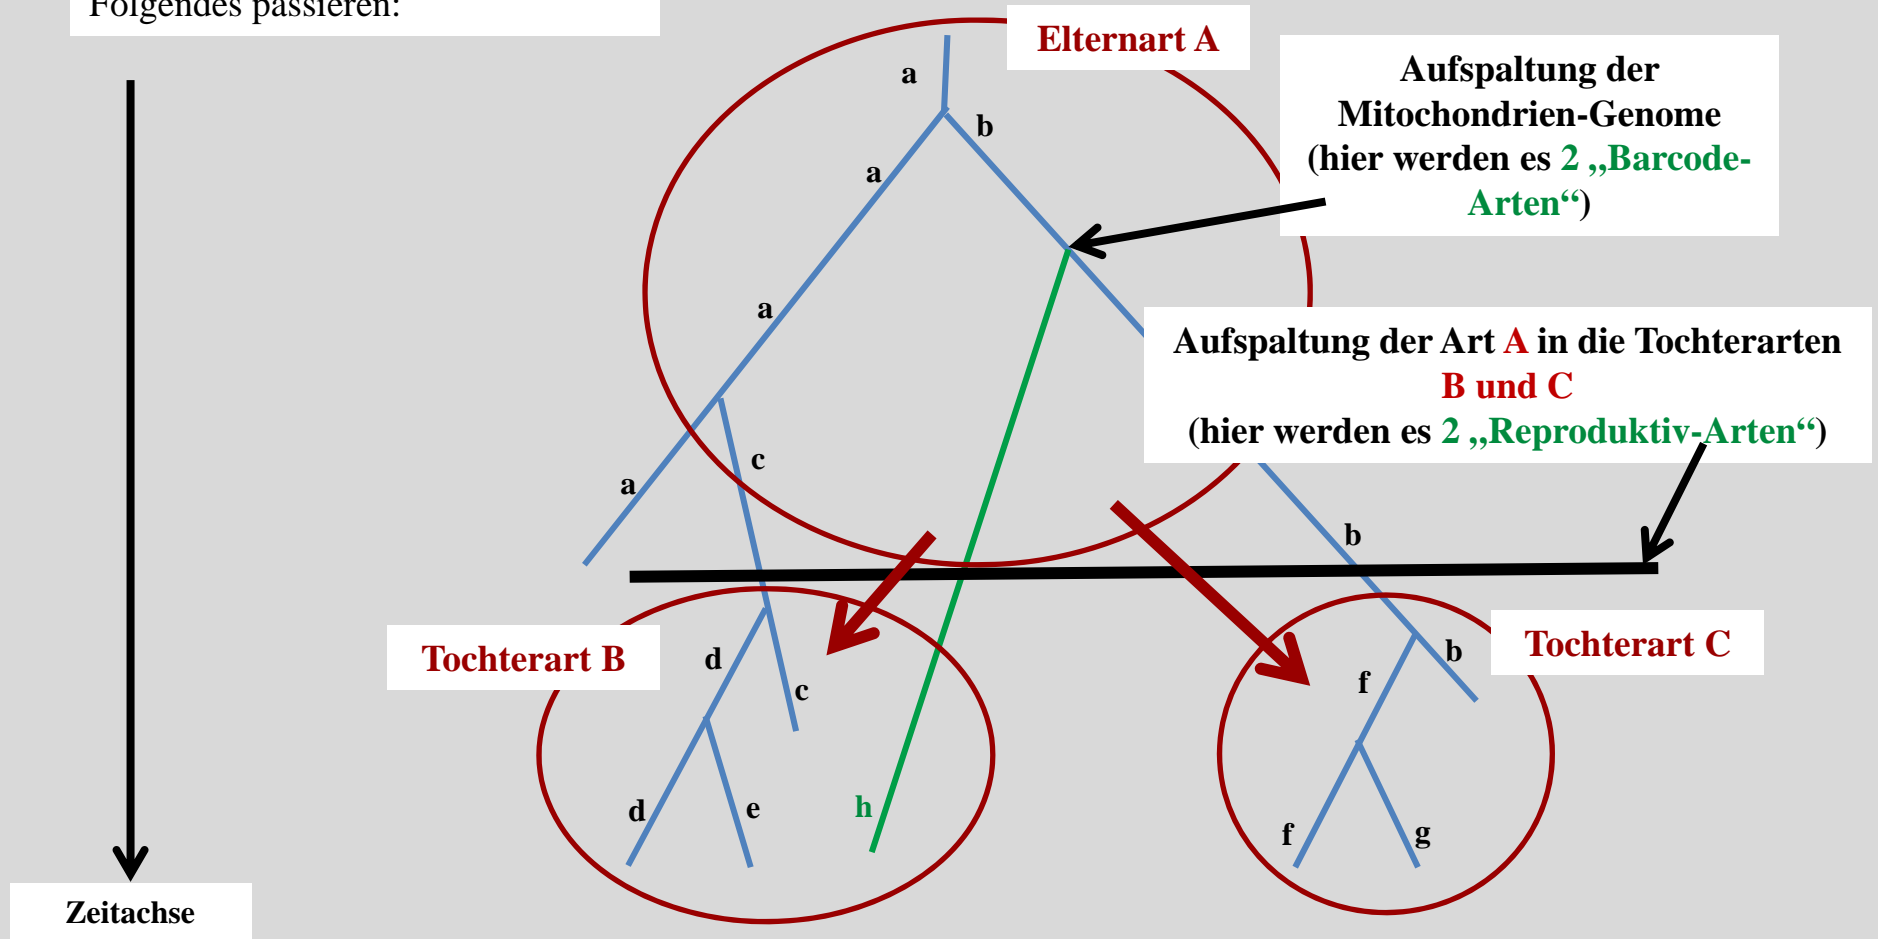 Folgendes passieren:
Elternart A
Aufspaltung der
Mitochondrien-Genome
(hier werden es 2 „Barcode-
Arten“)
a
b
a
a
Aufspaltung der Art A in die Tochterarten
B und C
(hier werden es 2 „Reproduktiv-Arten“)
c
a
b
Tochterart B
d
c
Tochterart C
b
f
d
e
h
f
g
Zeitachse